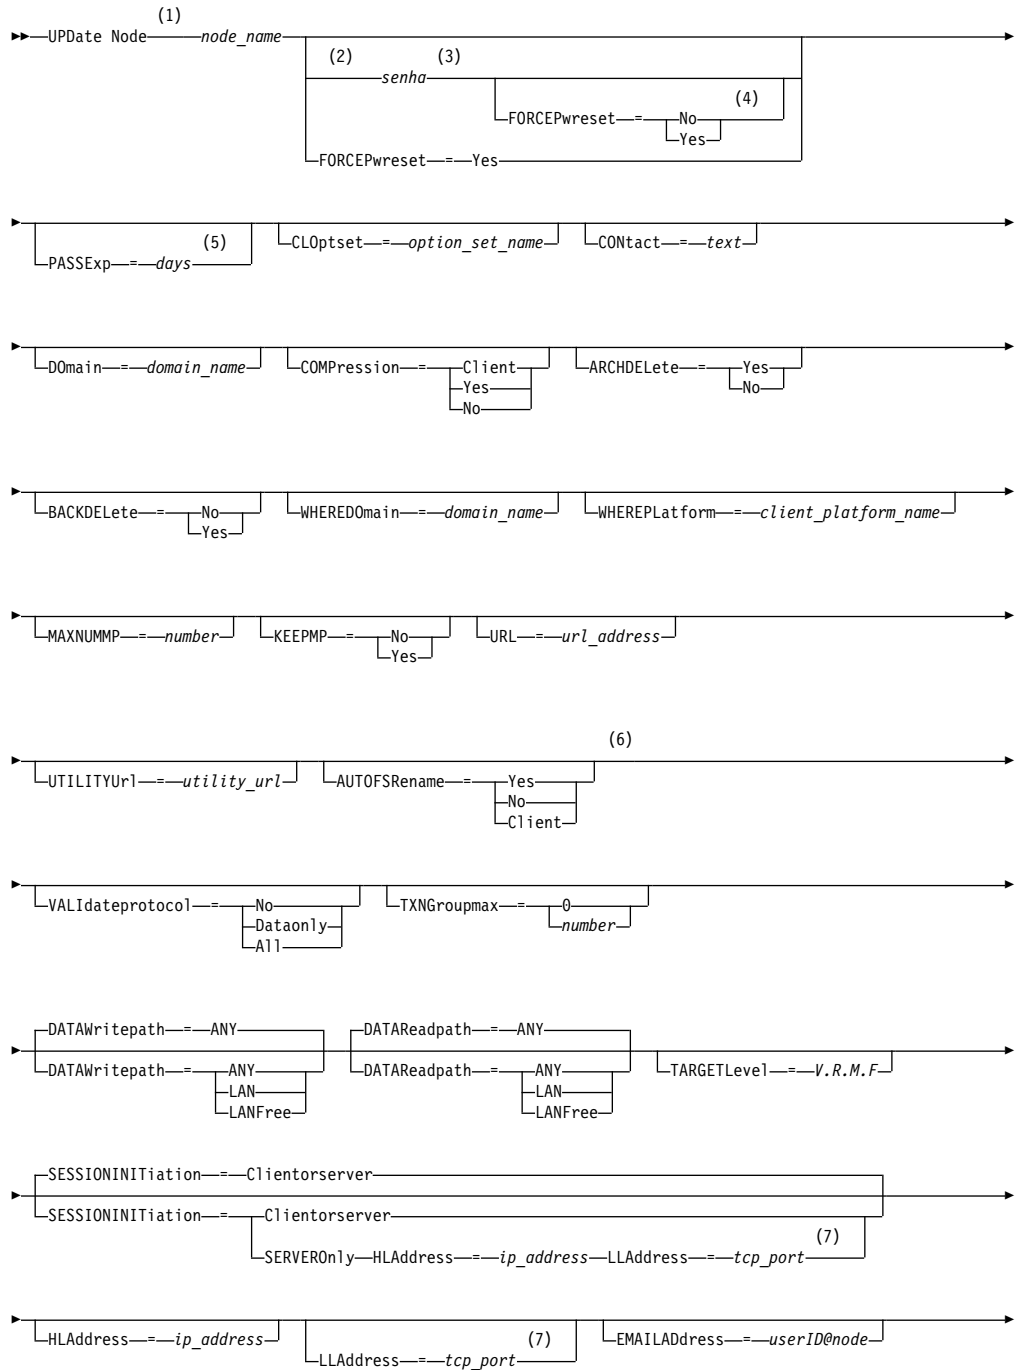 (1)
UPDate Node node_name
(2) senha (3)
FORCEPwreset = No (4)
Yes
FORCEPwreset = Yes
PASSExp = days (5)
CLOptset = option_set_name
CONtact = text
DOmain = domain_name
COMPression = Client
Yes
No
ARCHDELete = Yes
No
BACKDELete = No
Yes
WHEREDOmain = domain_name
WHEREPLatform = client_platform_name
MAXNUMMP = number
KEEPMP = No
Yes
URL = url_address
UTILITYUrl = utility_url
AUTOFSRename = Yes (6)
No
Client
VALIdateprotocol = No
Dataonly
All
TXNGroupmax = 0
number
DATAWritepath = ANY
DATAWritepath = ANY
LAN
LANFree
DATAReadpath = ANY
DATAReadpath = ANY
LAN
LANFree
TARGETLevel = V.R.M.F
SESSIONINITiation = Clientorserver
SESSIONINITiation = Clientorserver
SERVEROnly HLAddress = ip_address LLAddress = tcp_port (7)
HLAddress = ip_address
LLAddress = tcp_port (7)
EMAILADdress = userID@node